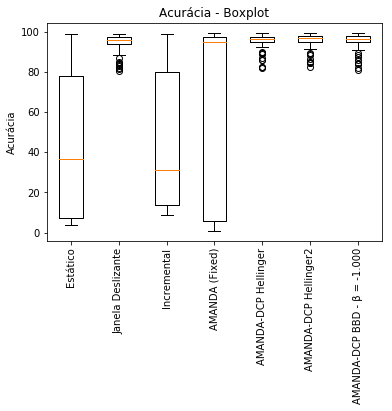 Acurácia - Boxplot
100
80
60
40
20
0
Acurácia
Estático
Janela Deslizante
Incremental
AMANDA (Fixed)
AMANDA-DCP Hellinger
AMANDA-DCP Hellinger2
AMANDA-DCP BBD - β = -1.000